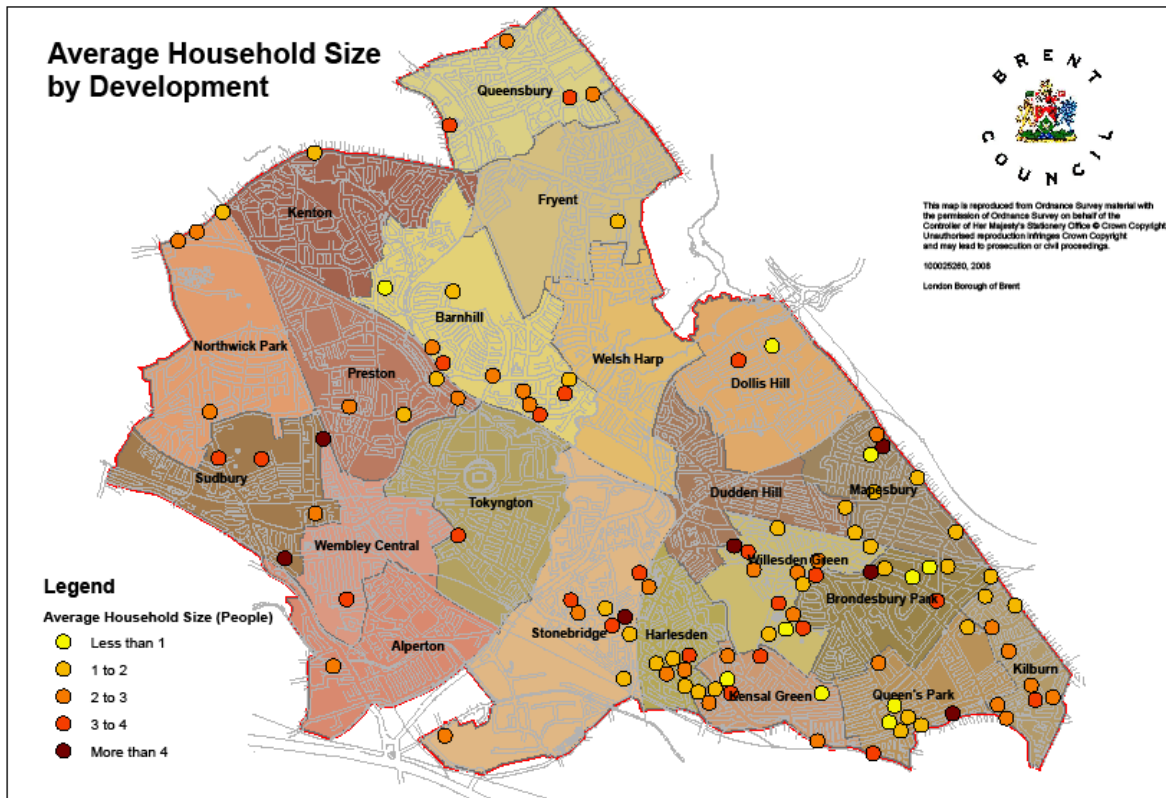 Average Household Size
by Development
BRENT
COUNCIL
This map is reproduced from Ordnance Survey material with
the permission of Ordnance Survey on behalf of the
Controller of Her Majesty's Stationery Office © Crown Copyright
Unauthorised reproduction infringes Crown Copyright
and may lead to prosecution or civil proceedings.
100025260, 2008
London Borough of Brent
Queensbury
Kenton
Fryent
Barnhill
Northwick Park
Preston
Welsh Harp
Dollis Hill
Sudbury
Tokyngton
Dudden Hill
Mapesbury
Wembley Central
Willesden Green
Brondesbury Park
Alperton
Stonebridge
Harlesden
Kensal Green
Queen's Park
Kilburn
Legend
Average Household Size (People)
Less than 1
1 to 2
2 to 3
3 to 4
More than 4